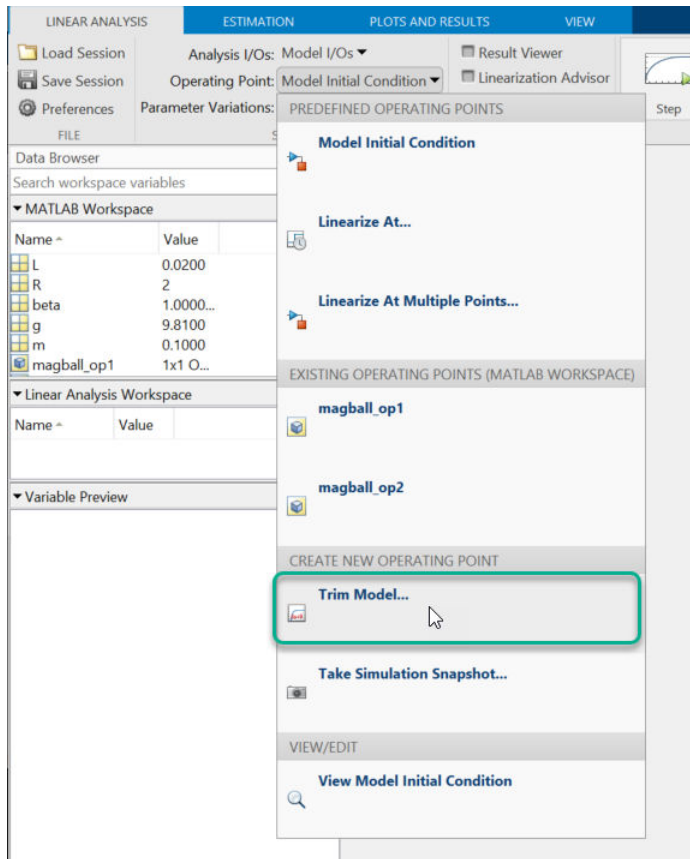 LINEAR ANALYSIS ESTIMATION PLOTS AND RESULTS VIEW
Load Session Analysis I/Os: Model I/Os Result Viewer
Save Session Operating Point: Model Initial Condition Linearization Advisor
Preferences Parameter Variations: Step
FILE S
Data Browser
Search workspace variables
MATLAB Workspace
Name Value
L 0.0200
R 2
beta 1.0000...
g 9.8100
m 0.1000
magball_op1 1x1 O...
Linear Analysis Workspace
Name Value
Variable Preview
PREDEFINED OPERATING POINTS
Model Initial Condition
Linearize At...
Linearize At Multiple Points...
EXISTING OPERATING POINTS (MATLAB WORKSPACE)
magball_op1
magball_op2
CREATE NEW OPERATING POINT
Trim Model...
Take Simulation Snapshot...
VIEW/EDIT
View Model Initial Condition